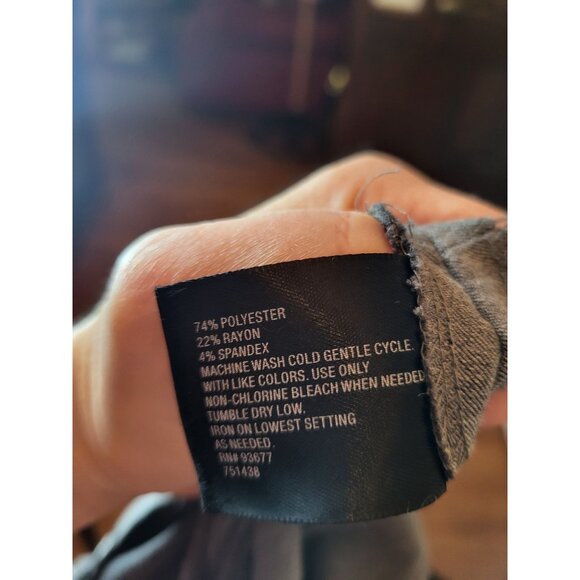 74% POLYESTER
22% RAYON
4% SPANDEX
MACHINE WASH COLD GENTLE CYCLE
WITH LIKE COLORS. USE ONLY
NON-CHLORINE BLEACH WHEN NEEDED
TUMBLE DRY LOW.
IRON ON LOWEST SETTING
AS NEEDED.
RN# 93677
751438